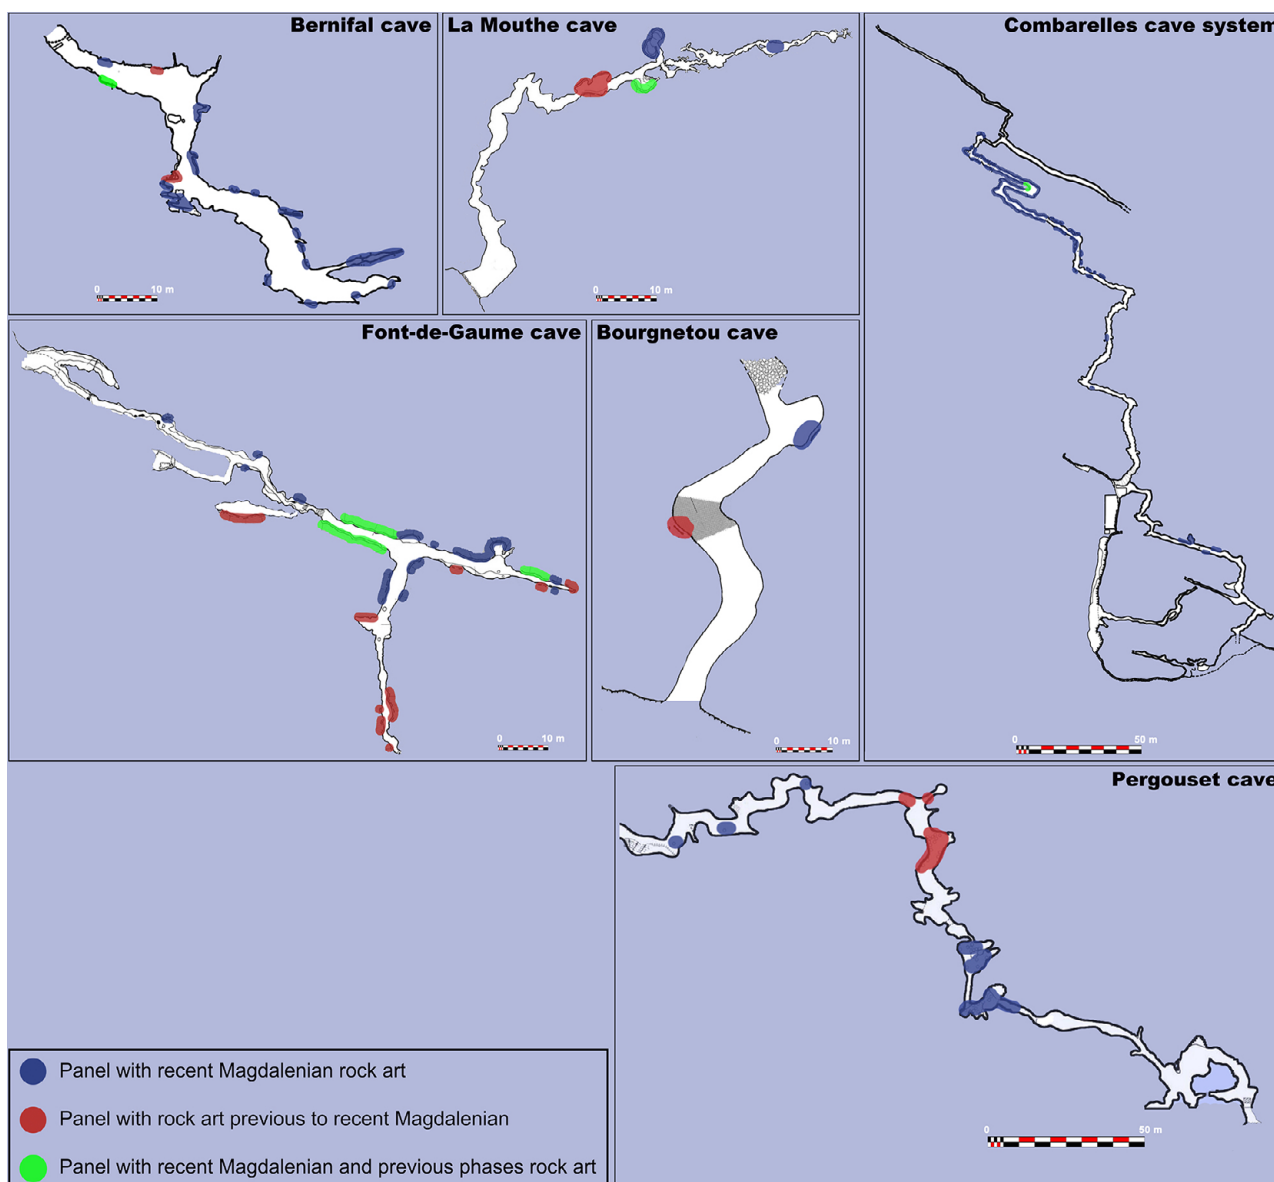 Bernifal cave
La Mouthe cave
Combarelles cave system
0 10 m
0 10 m
Font-de-Gaume cave
Bourgnetou cave
0 10 m
0 10 m
0 50 m
Pergouset cave
0 50 m
Panel with recent Magdalenian rock art
Panel with rock art previous to recent Magdalenian
Panel with recent Magdalenian and previous phases rock art